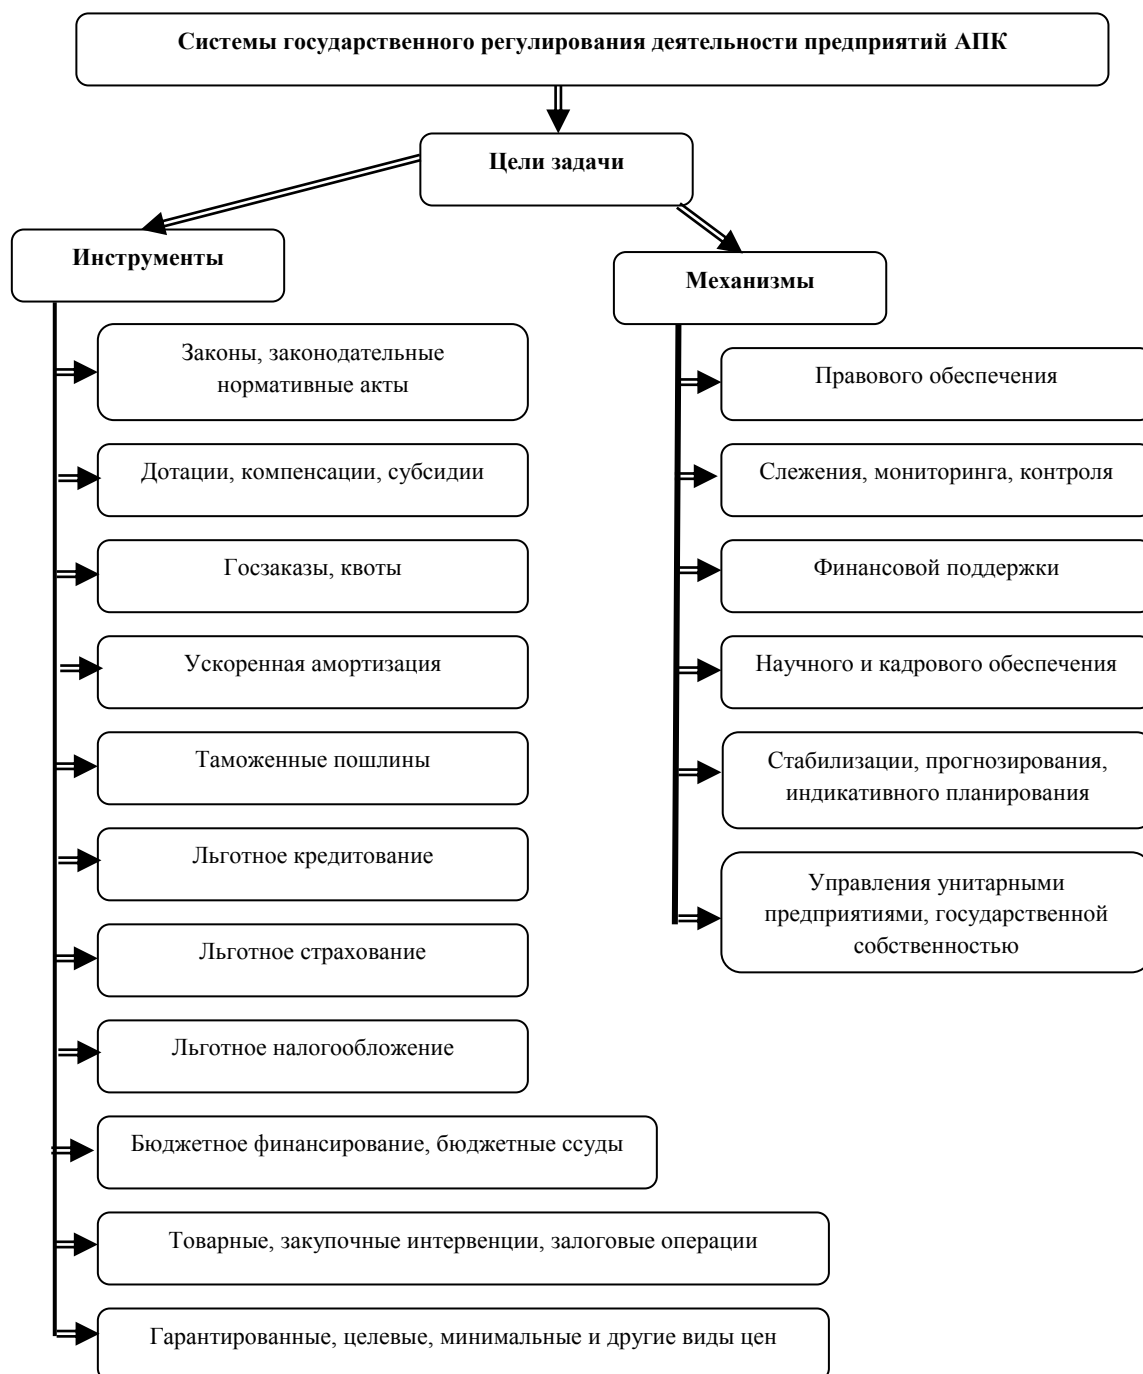 Системы государственного регулирования деятельности предприятий АПК
Цели задачи
Инструменты
Законы, законодательные
нормативные акты
Дотации, компенсации, субсидии
Госзаказы, квоты
Ускоренная амортизация
Таможенные пошлины
Льготное кредитование
Льготное страхование
Льготное налогообложение
Бюджетное финансирование, бюджетные ссуды
Товарные, закупочные интервенции, залоговые операции
Гарантированные, целевые, минимальные и другие виды цен
Механизмы
Правового обеспечения
Слежения, мониторинга, контроля
Финансовой поддержки
Научного и кадрового обеспечения
Стабилизации, прогнозирования,
индикативного планирования
Управления унитарными
предприятиями, государственной
собственностью